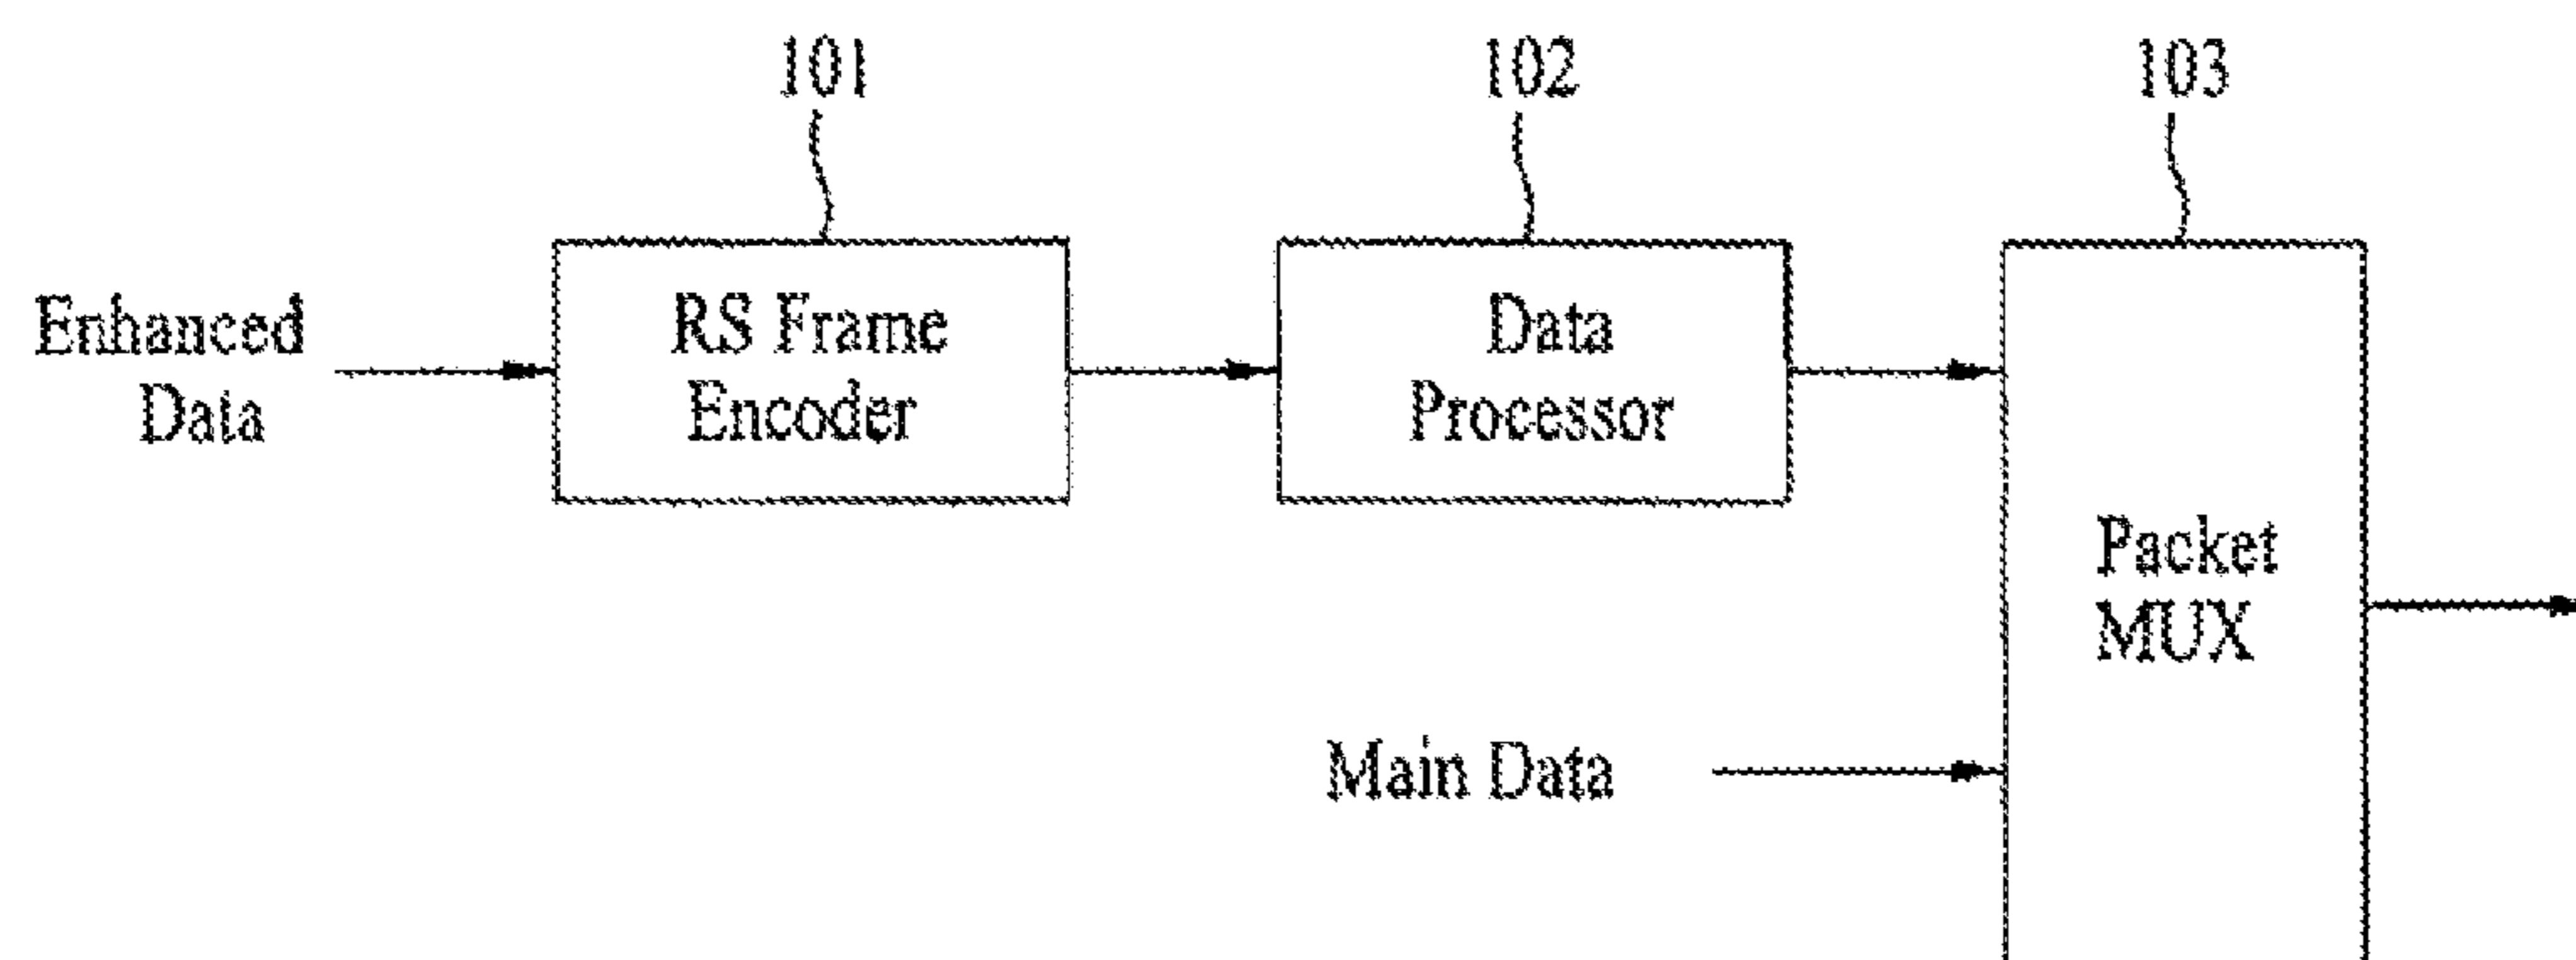 101
102
103
Enhanced
Data
RS Frame
Encoder
Data
Processor
Packet
MUX
Main Data